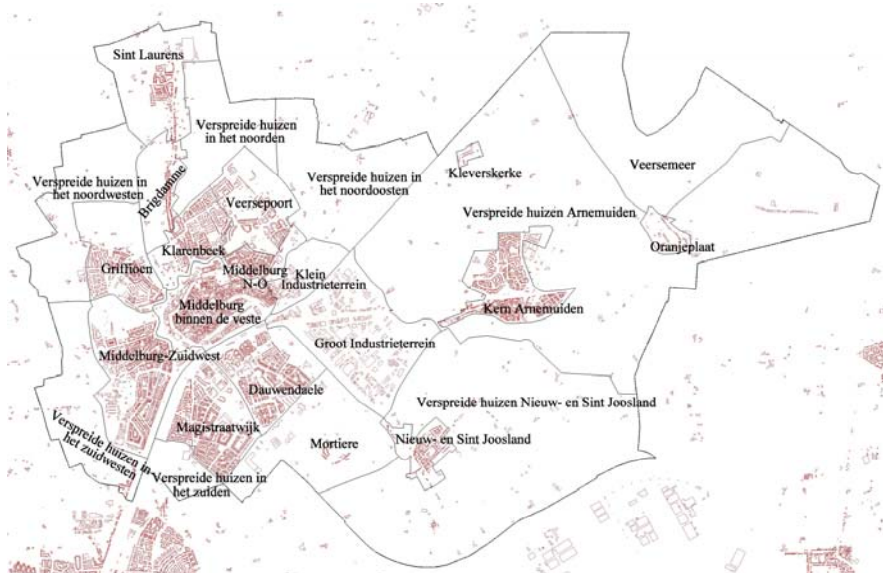 Sint Laurens
Verspreide huizen
in het noorden
Veersemeer
Verspreide huizen in
het noordwesten
Verspreide huizen
in het noordoosten
Kleverskerke
Brigdamme
Veersepoort
Verspreide huizen Arnemuiden
Oranjeplaat
Klarenbeek
Griffioen
Middelburg
N-O
Klein
Industrieterrein
Middelburg
binnen de veste
Kern Arnemuiden
Groot Industrieterrein
Middelburg-Zuidwest
Dauwendaele
Verspreide huizen Nieuw- en Sint Joosland
Magistraatwijk
Mortiere
Nieuw- en Sint Joosland
Verspreide huizen in
het zuidwesten
Verspreide huizen in
het zuiden